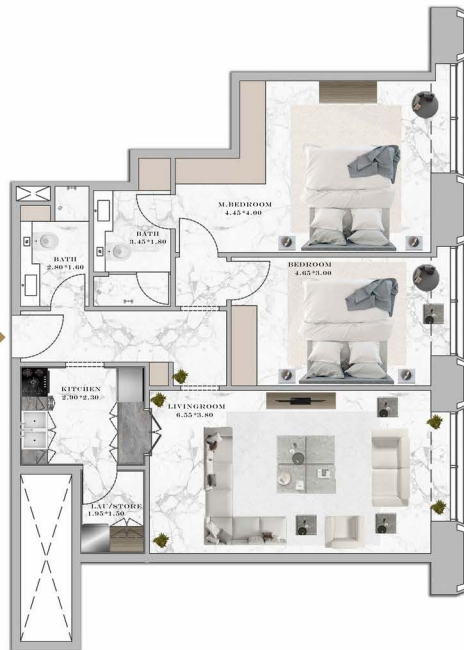 M.BEDROOM
4.45*4.00
BATH
3.45*1.80
BATH
2.80*1.60
BEDROOM
4.65*3.00
KITCHEN
2.90*2.30
LIVINGROOM
6.55*3.80
LAU/STORE
1.95*1.50